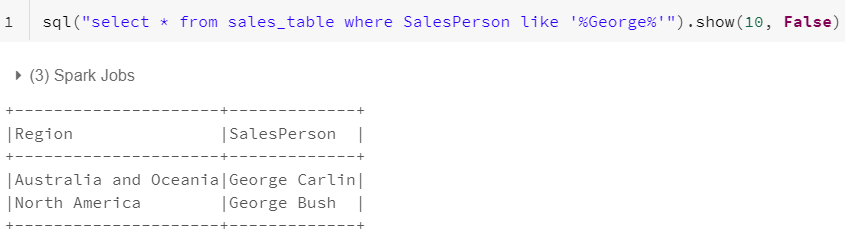 1 sql("select * from sales_table where SalesPerson like '%George%'").show(10, False)
(3) Spark Jobs
+---------------------+-------------+
|Region               |SalesPerson  |
+---------------------+-------------+
|Australia and Oceania|George Carlin|
|North America        |George Bush  |
+---------------------+-------------+